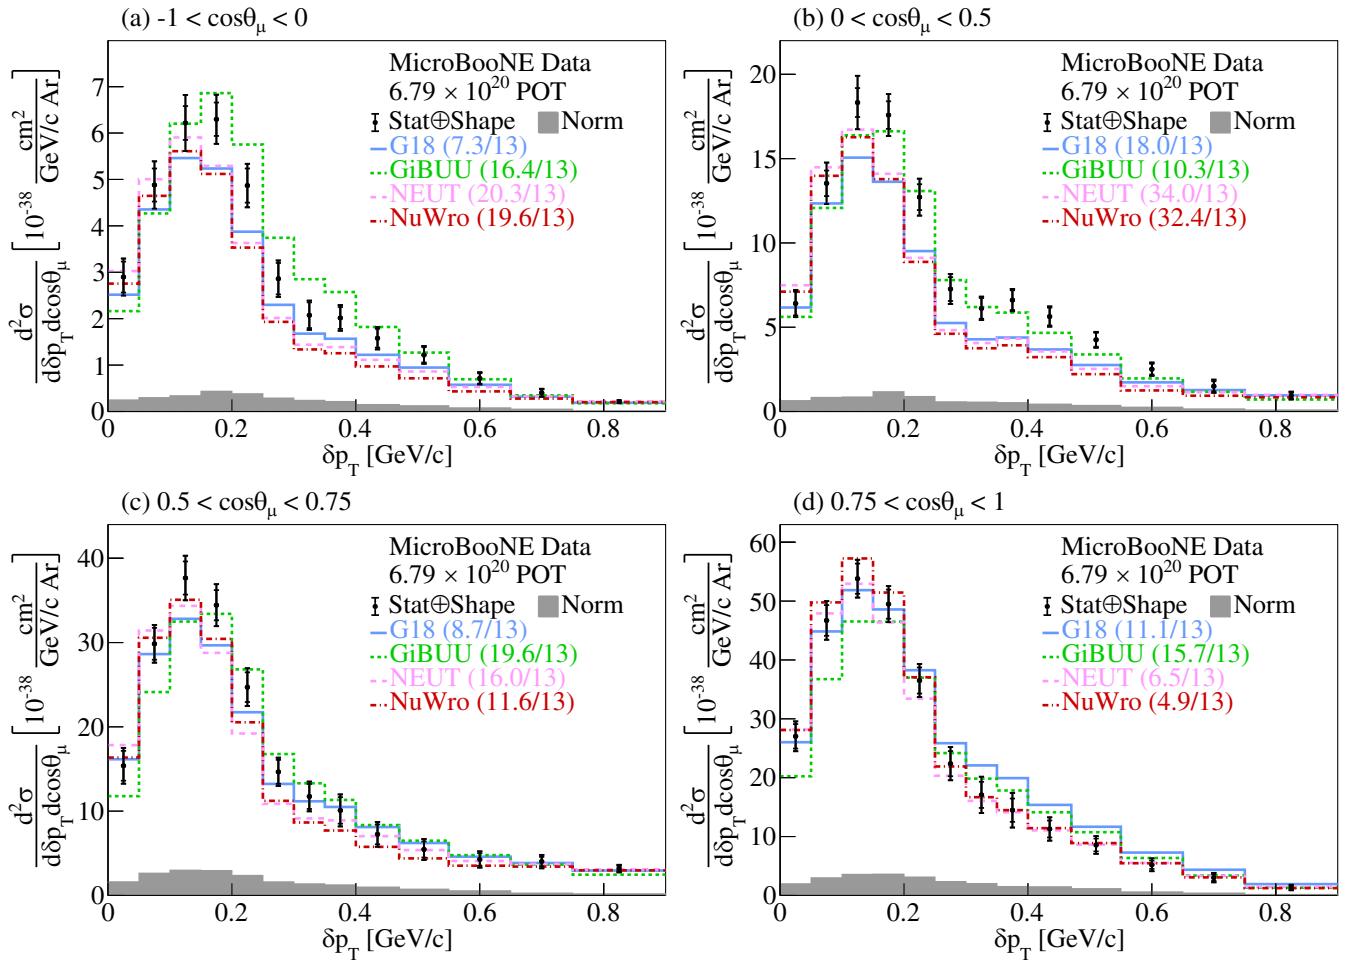 (a) -1 < cosθμ < 0
d²σ / dδp_T dcosθ_μ [10⁻³⁸ cm² / GeV/c Ar]
7
6
5
4
3
2
1
0
MicroBooNE Data
6.79 × 10²⁰ POT
Stat⊕Shape Norm
G18 (7.3/13)
GiBUU (16.4/13)
NEUT (20.3/13)
NuWro (19.6/13)
0 0.2 0.4 0.6 0.8
δp_T [GeV/c]
(b) 0 < cosθ_μ < 0.5
d²σ / dδp_T dcosθ_μ [10⁻³⁸ cm² / GeV/c Ar]
20
15
10
5
0
MicroBooNE Data
6.79 × 10²⁰ POT
Stat⊕Shape Norm
G18 (18.0/13)
GiBUU (10.3/13)
NEUT (34.0/13)
NuWro (32.4/13)
0 0.2 0.4 0.6 0.8
δp_T [GeV/c]
(c) 0.5 < cosθ_μ < 0.75
d²σ / dδp_T dcosθ_μ [10⁻³⁸ cm² / GeV/c Ar]
40
30
20
10
0
MicroBooNE Data
6.79 × 10²⁰ POT
Stat⊕Shape Norm
G18 (8.7/13)
GiBUU (19.6/13)
NEUT (16.0/13)
NuWro (11.6/13)
0 0.2 0.4 0.6 0.8
δp_T [GeV/c]
(d) 0.75 < cosθ_μ < 1
d²σ / dδp_T dcosθ_μ [10⁻³⁸ cm² / GeV/c Ar]
60
50
40
30
20
10
0
MicroBooNE Data
6.79 × 10²⁰ POT
Stat⊕Shape Norm
G18 (11.1/13)
GiBUU (15.7/13)
NEUT (6.5/13)
NuWro (4.9/13)
0 0.2 0.4 0.6 0.8
δp_T [GeV/c]